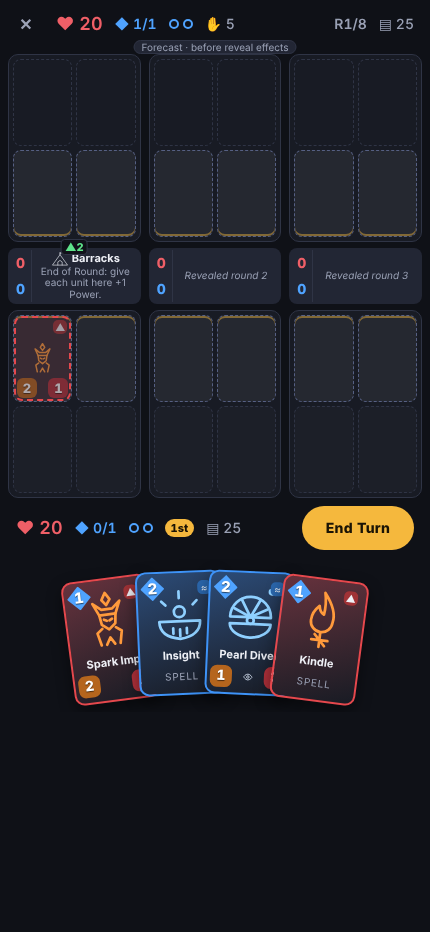 ✕ 20 1/1 5 R1/8 25
Forecast · before reveal effects
2
0 Barracks
End of Round: give
each unit here +1
Power.
0
0
Revealed round 2
0
0
Revealed round 3
0
2 1
20 0/1 1st 25 End Turn
1
Spark Imp
2
2
Insight
SPELL
2
Pearl Dive
1
1
Kindle
SPELL